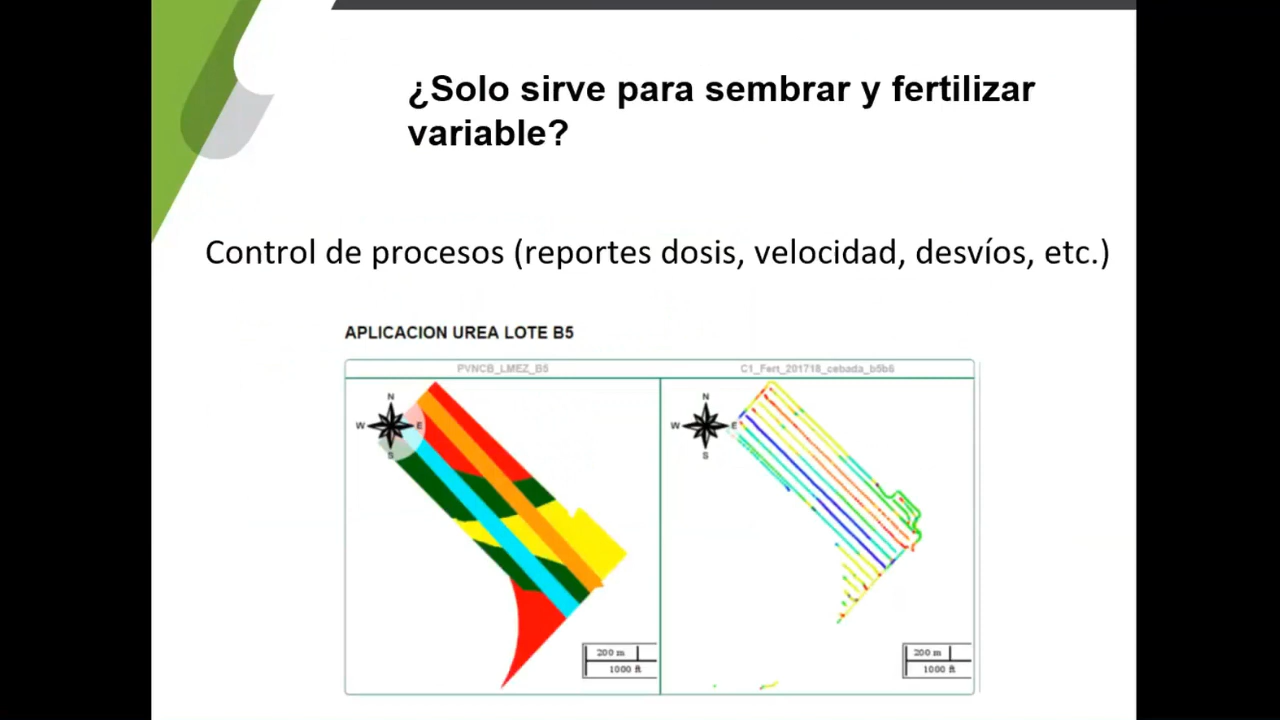 ¿Solo sirve para sembrar y fertilizar
variable?
Control de procesos (reportes dosis, velocidad, desvíos, etc.)
APLICACION UREA LOTE B5
PVNCB_LMEZ_B5
C1_Fert_201718_cebada_b5b6
N
W E
S
N
W E
S
200 m
1000 ft
200 m
1000 ft